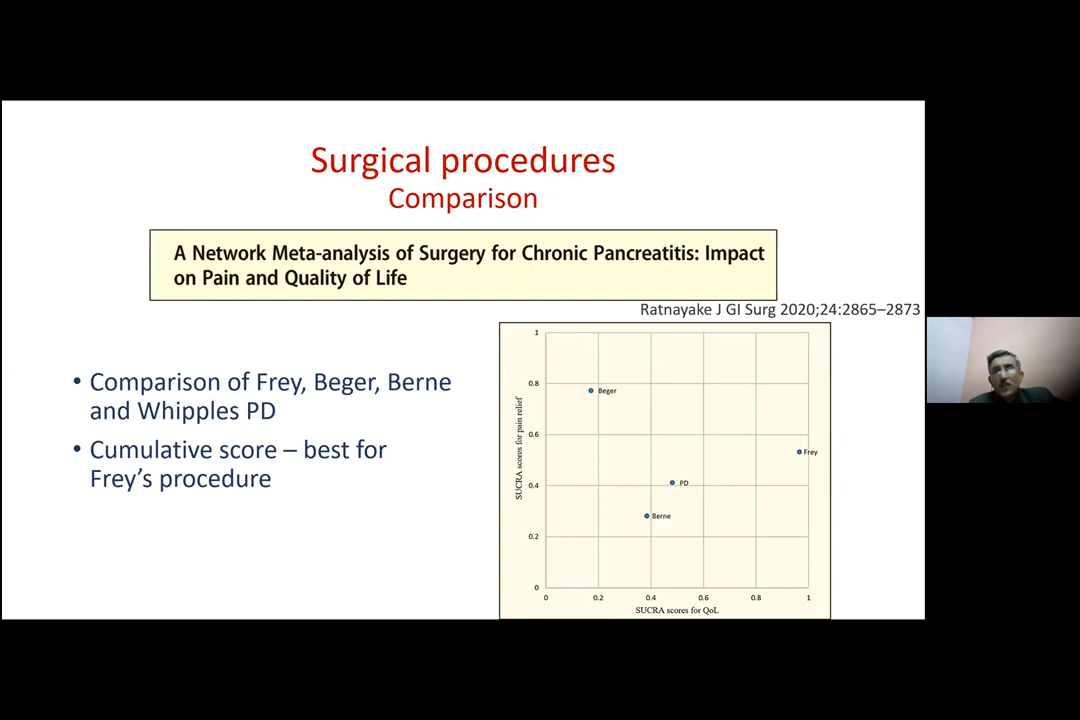 Surgical procedures
Comparison
A Network Meta-analysis of Surgery for Chronic Pancreatitis: Impact
on Pain and Quality of Life
Ratnayake J GI Surg 2020;24:2865–2873
• Comparison of Frey, Beger, Berne
and Whipples PD
• Cumulative score – best for
Frey’s procedure
SUCRA scores for pain relief
1
0.8
0.6
0.4
0.2
0
Beger
Frey
PD
Berne
0 0.2 0.4 0.6 0.8 1
SUCRA scores for QoL